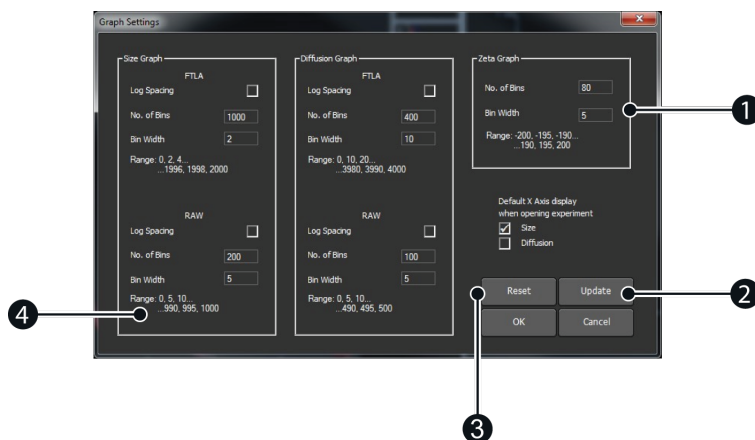 Graph Settings
x
Size Graph
FTLA
Log Spacing
No. of Bins 1000
Bin Width 2
Range: 0, 2, 4...
...1996, 1998, 2000
RAW
Log Spacing
No. of Bins 200
Bin Width 5
Range: 0, 5, 10...
...990, 995, 1000
Diffusion Graph
FTLA
Log Spacing
No. of Bins 400
Bin Width 10
Range: 0, 10, 20...
...3980, 3990, 4000
RAW
Log Spacing
No. of Bins 100
Bin Width 5
Range: 0, 5, 10...
...490, 495, 500
Zeta Graph
No. of Bins 80
Bin Width 5
Range: -200, -195, -190...
...190, 195, 200
Default X Axis display
when opening experiment
Size
Diffusion
Reset Update
OK Cancel
1
2
3
4